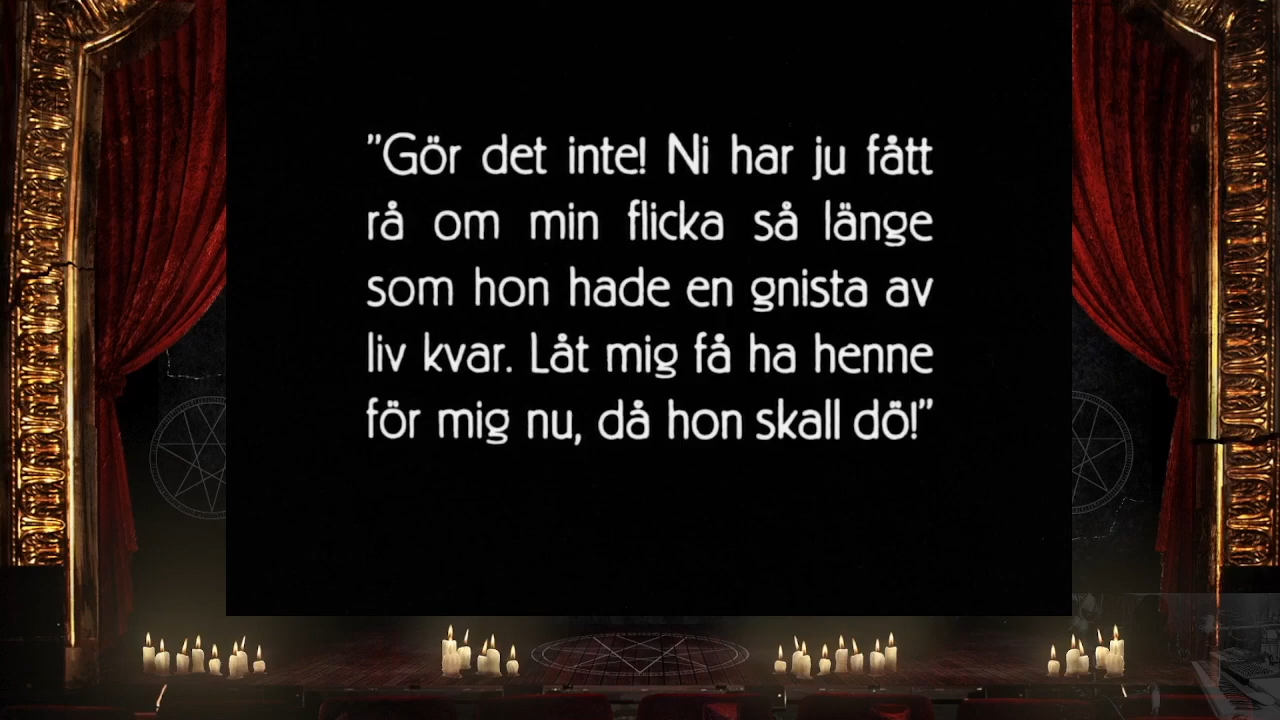 ”Gör det inte! Ni har ju fått
rå om min flicka så länge
som hon hade en gnista av
liv kvar. Låt mig få ha henne
för mig nu, då hon skall dö!”